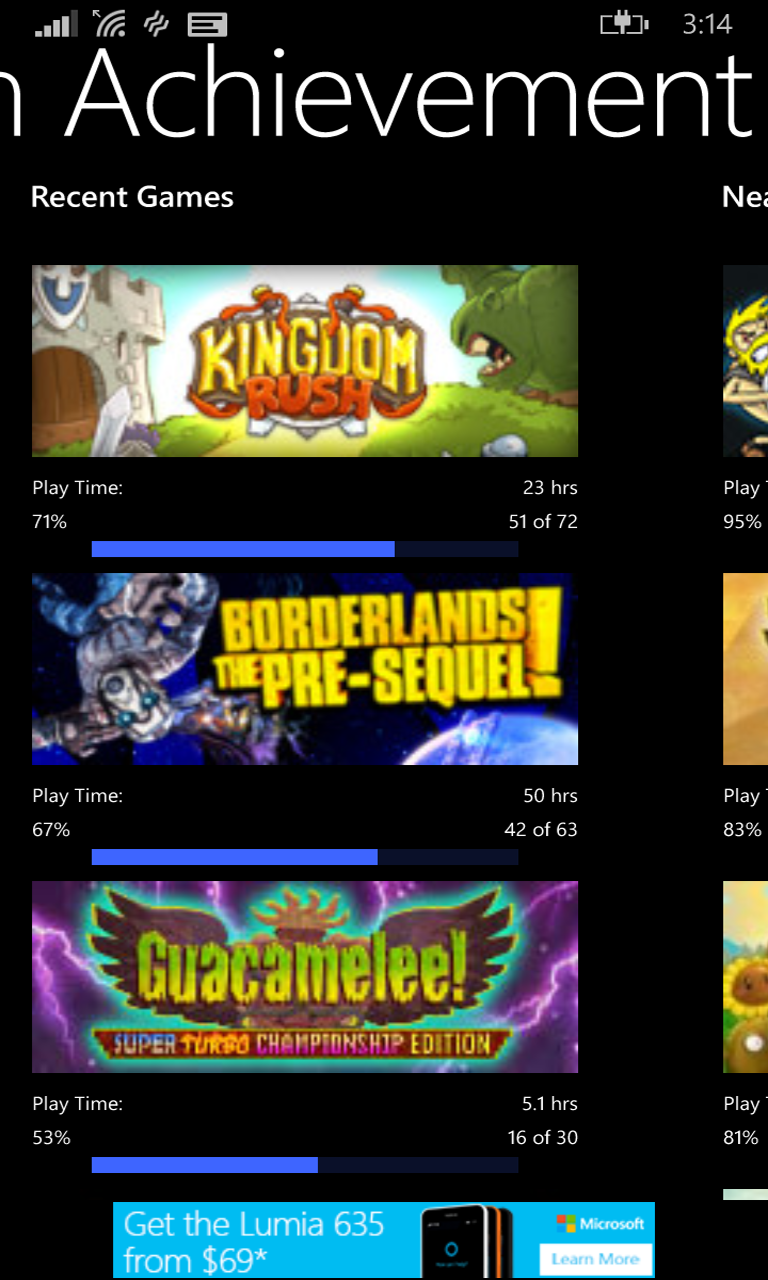 3:14
n Achievement
Recent Games
KINGDOM
RUSH
Play Time: 23 hrs
71% 51 of 72
BORDERLANDS
THE PRE-SEQUEL!
Play Time: 50 hrs
67% 42 of 63
Guacamelee!
SUPER TURBO CHAMPIONSHIP EDITION
Play Time: 5.1 hrs
53% 16 of 30
Nea
Play
95%
Play
83%
Play
81%
Get the Lumia 635
from $69*
Microsoft
Learn More